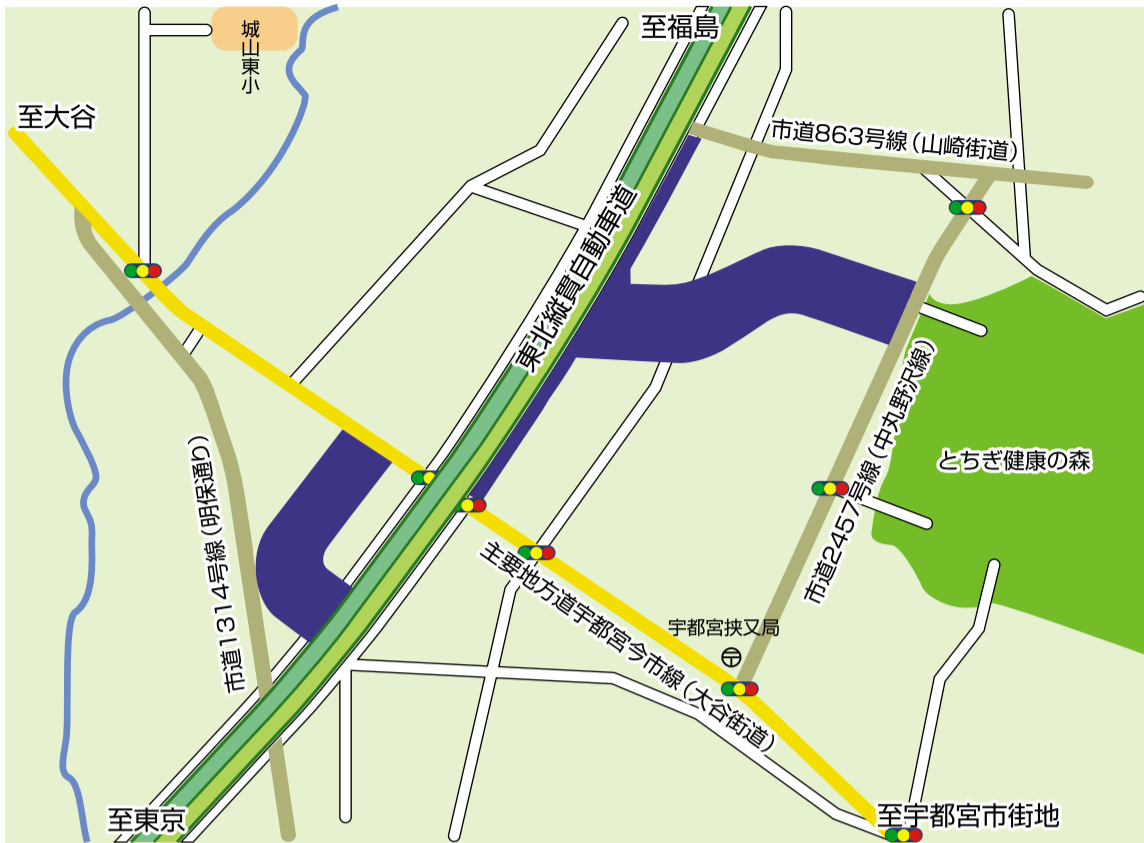 城山東小
至福島
至大谷
市道863号線(山崎街道)
東北縦貫自動車道
市道2457号線(中丸野沢線)
とちぎ健康の森
市道1314号線(明保通り)
主要地方道宇都宮今市線(大谷街道)
宇都宮挟又局
至東京
至宇都宮市街地